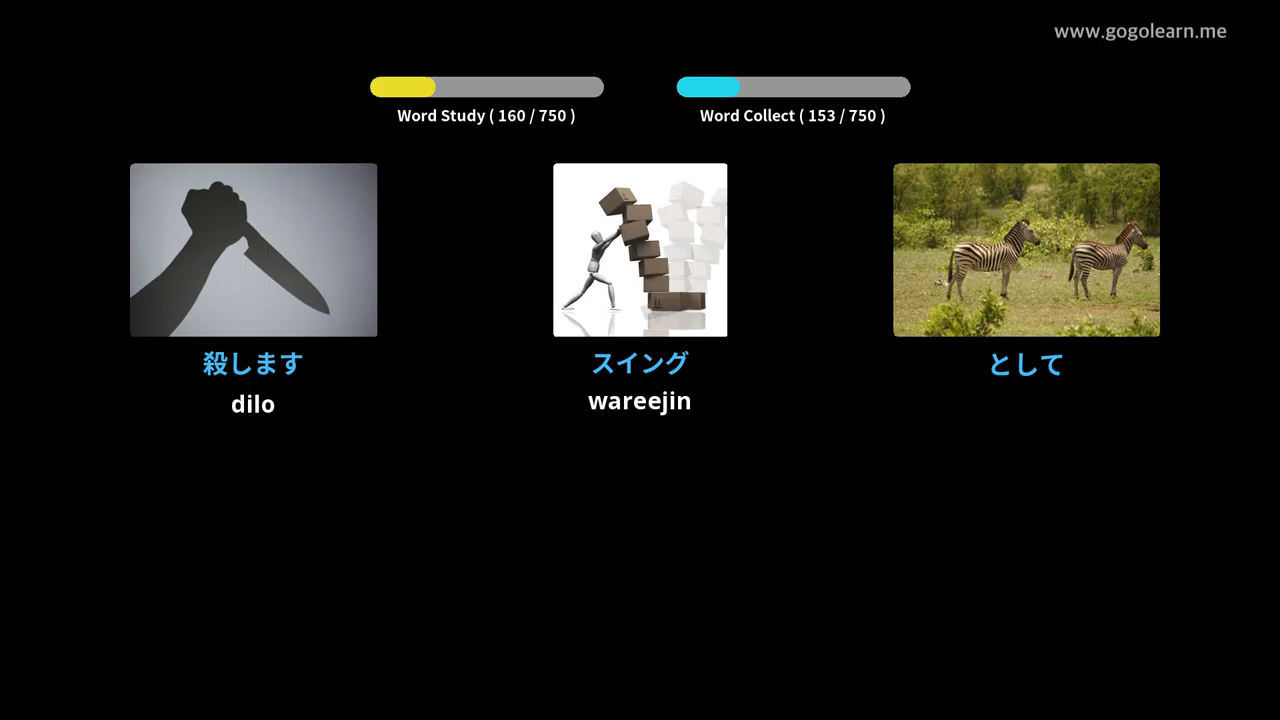 www.gogolearn.me
Word Study ( 160 / 750 )
Word Collect ( 153 / 750 )
殺します
dilo
スイング
wareejin
として